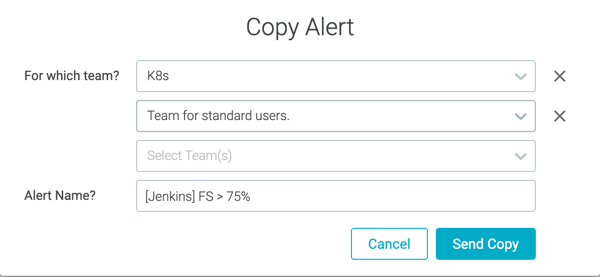 Copy Alert
For which team? K8s
Team for standard users.
Select Team(s)
Alert Name? [Jenkins] FS > 75%
Cancel Send Copy